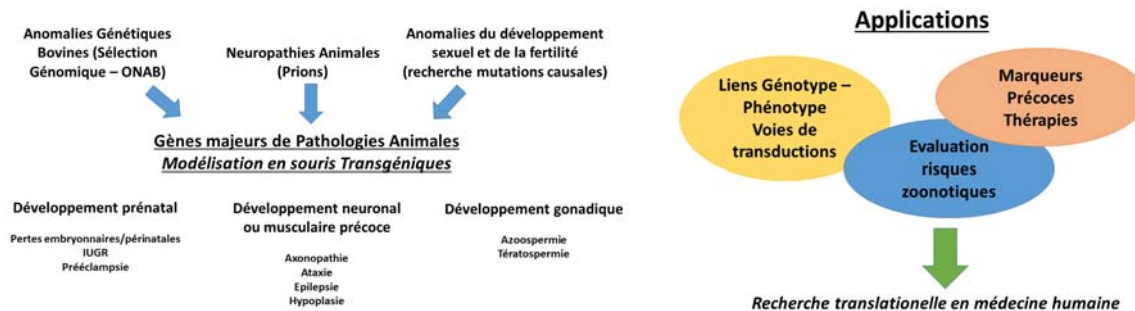 Anomalies Génétiques
Bovines (Sélection
Génomique – ONAB)
Neuropathies Animales
(Prions)
Anomalies du développement
sexuel et de la fertilité
(recherche mutations causales)
Gènes majeurs de Pathologies Animales
Modélisation en souris Transgéniques
Développement prénatal
Pertes embryonnaires/périnatales
IUGR
Prééclampsie
Développement neuronal
ou musculaire précoce
Axonopathie
Ataxie
Epilepsie
Hypoplasie
Développement gonadique
Azoospermie
Tératospermie
Applications
Liens Génotype –
Phénotype
Voies de
transductions
Marqueurs
Précoces
Thérapies
Evaluation
risques
zoonotiques
Recherche translationelle en médecine humaine